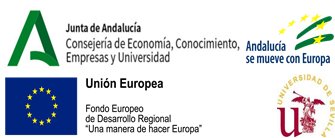 Junta de Andalucía
Consejería de Economía, Conocimiento,
Empresas y Universidad
Andalucía
se mueve con Europa
Unión Europea
Fondo Europeo
de Desarrollo Regional
"Una manera de hacer Europa"
UNIVERSIDAD DE SEVILLA